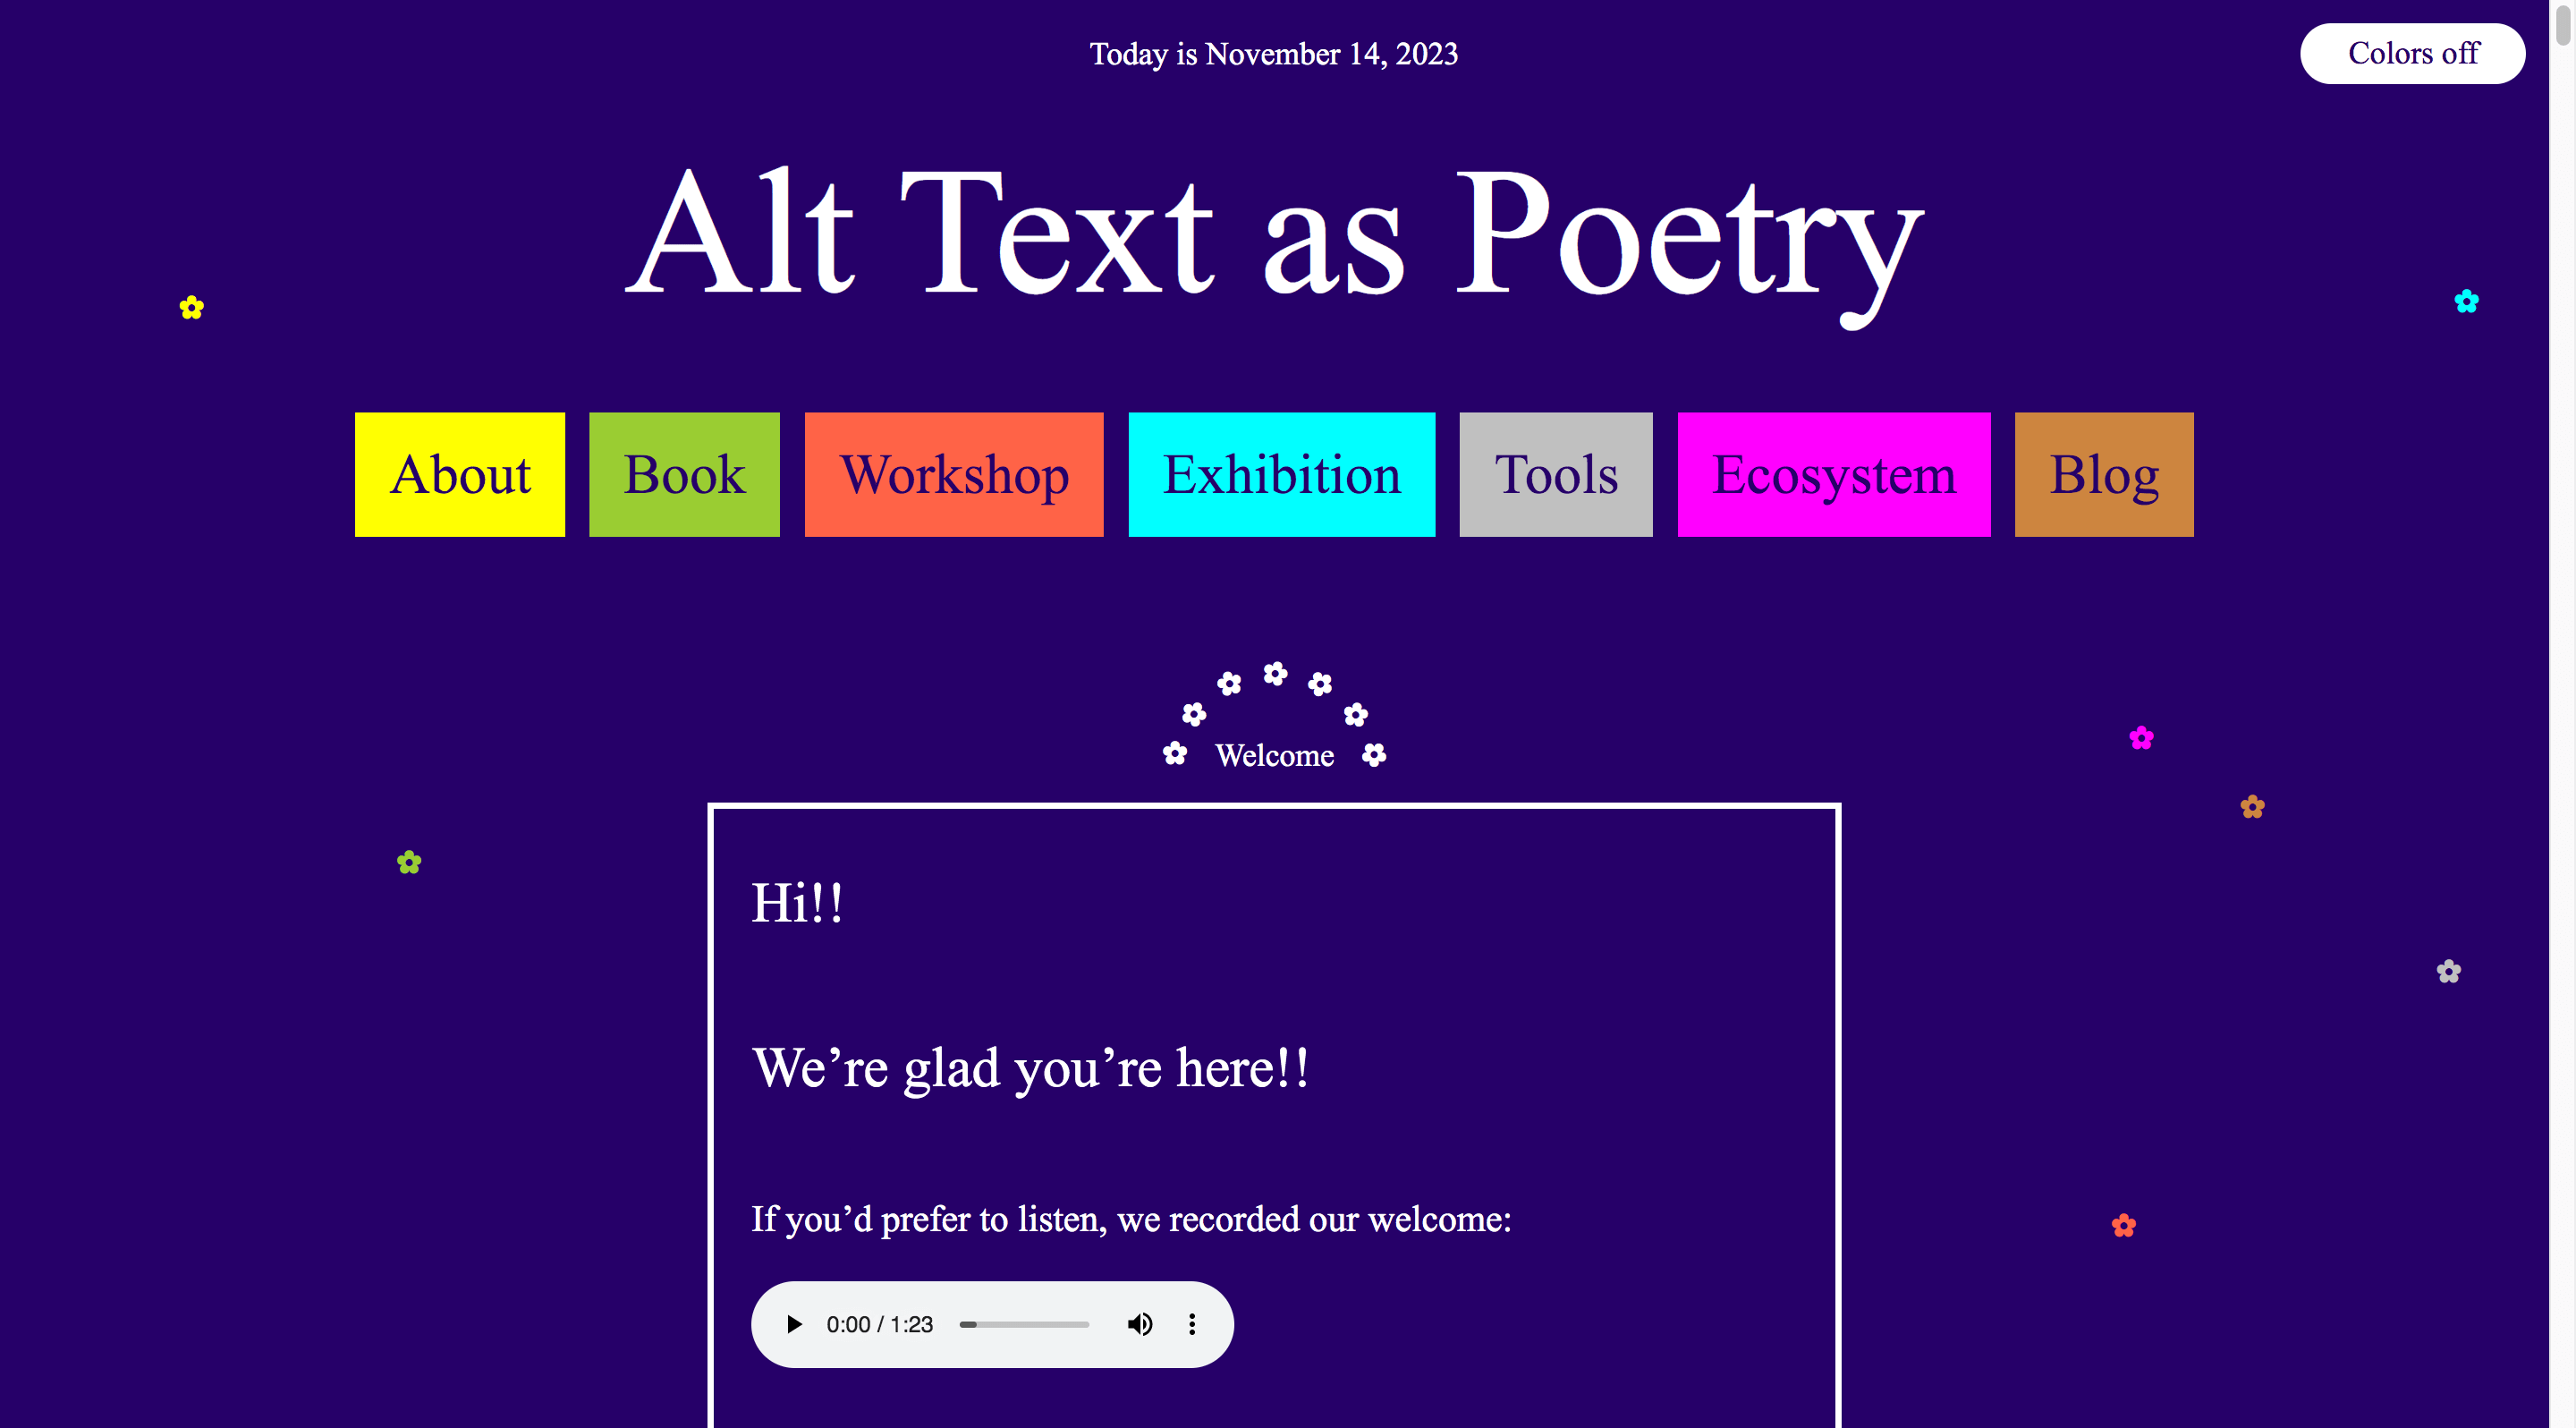 Today is November 14, 2023
Colors off
Alt Text as Poetry
About Book Workshop Exhibition Tools Ecosystem Blog
Welcome
Hi!!
We’re glad you’re here!!
If you’d prefer to listen, we recorded our welcome:
0:00 / 1:23